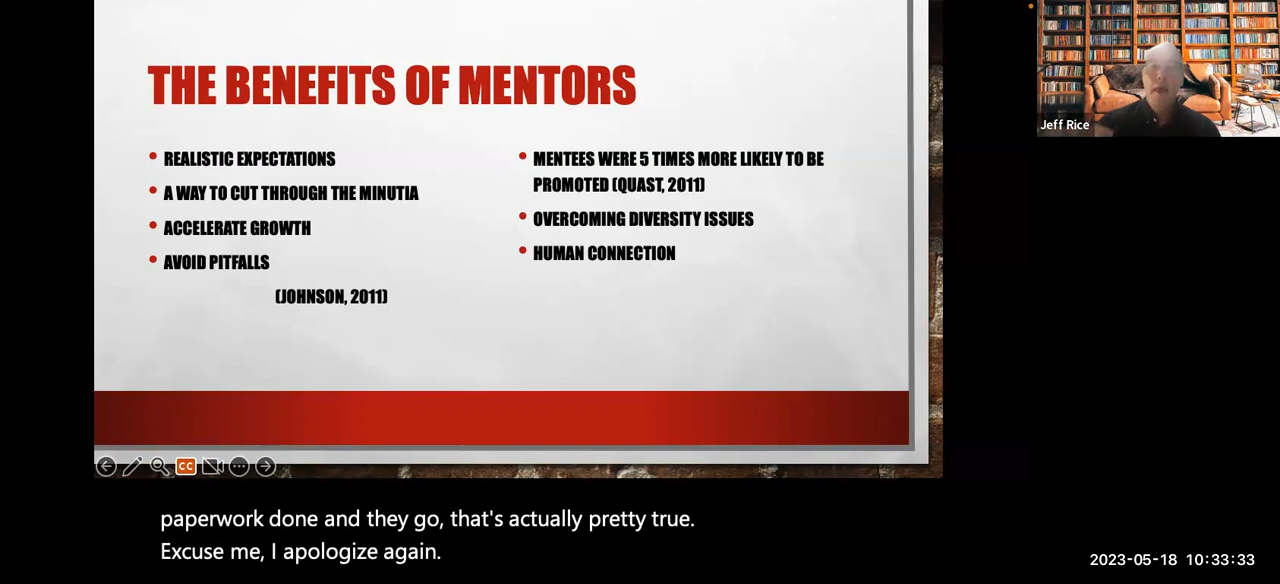 THE BENEFITS OF MENTORS
• REALISTIC EXPECTATIONS
• A WAY TO CUT THROUGH THE MINUTIA
• ACCELERATE GROWTH
• AVOID PITFALLS
(JOHNSON, 2011)
• MENTEES WERE 5 TIMES MORE LIKELY TO BE
PROMOTED (QUAST, 2011)
• OVERCOMING DIVERSITY ISSUES
• HUMAN CONNECTION
Jeff Rice
CC
paperwork done and they go, that's actually pretty true.
Excuse me, I apologize again.
2023-05-18 10:33:33